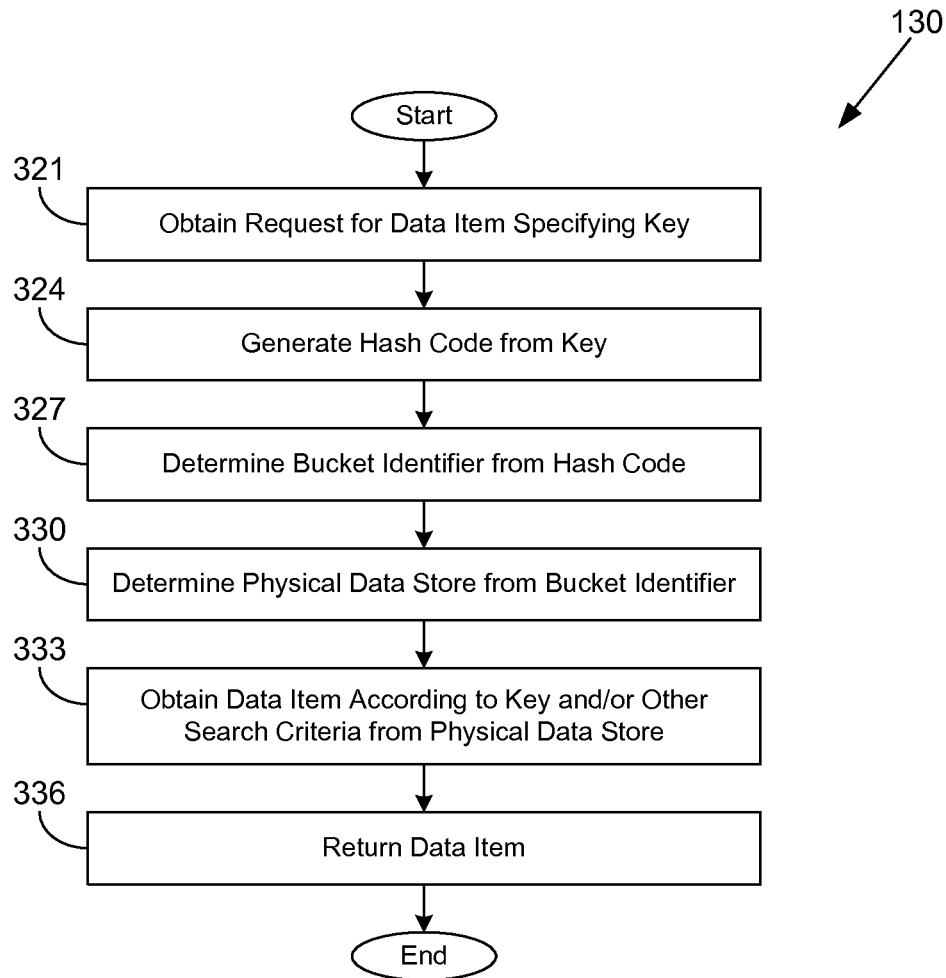 130
Start
321
Obtain Request for Data Item Specifying Key
324
Generate Hash Code from Key
327
Determine Bucket Identifier from Hash Code
330
Determine Physical Data Store from Bucket Identifier
333
Obtain Data Item According to Key and/or Other
Search Criteria from Physical Data Store
336
Return Data Item
End